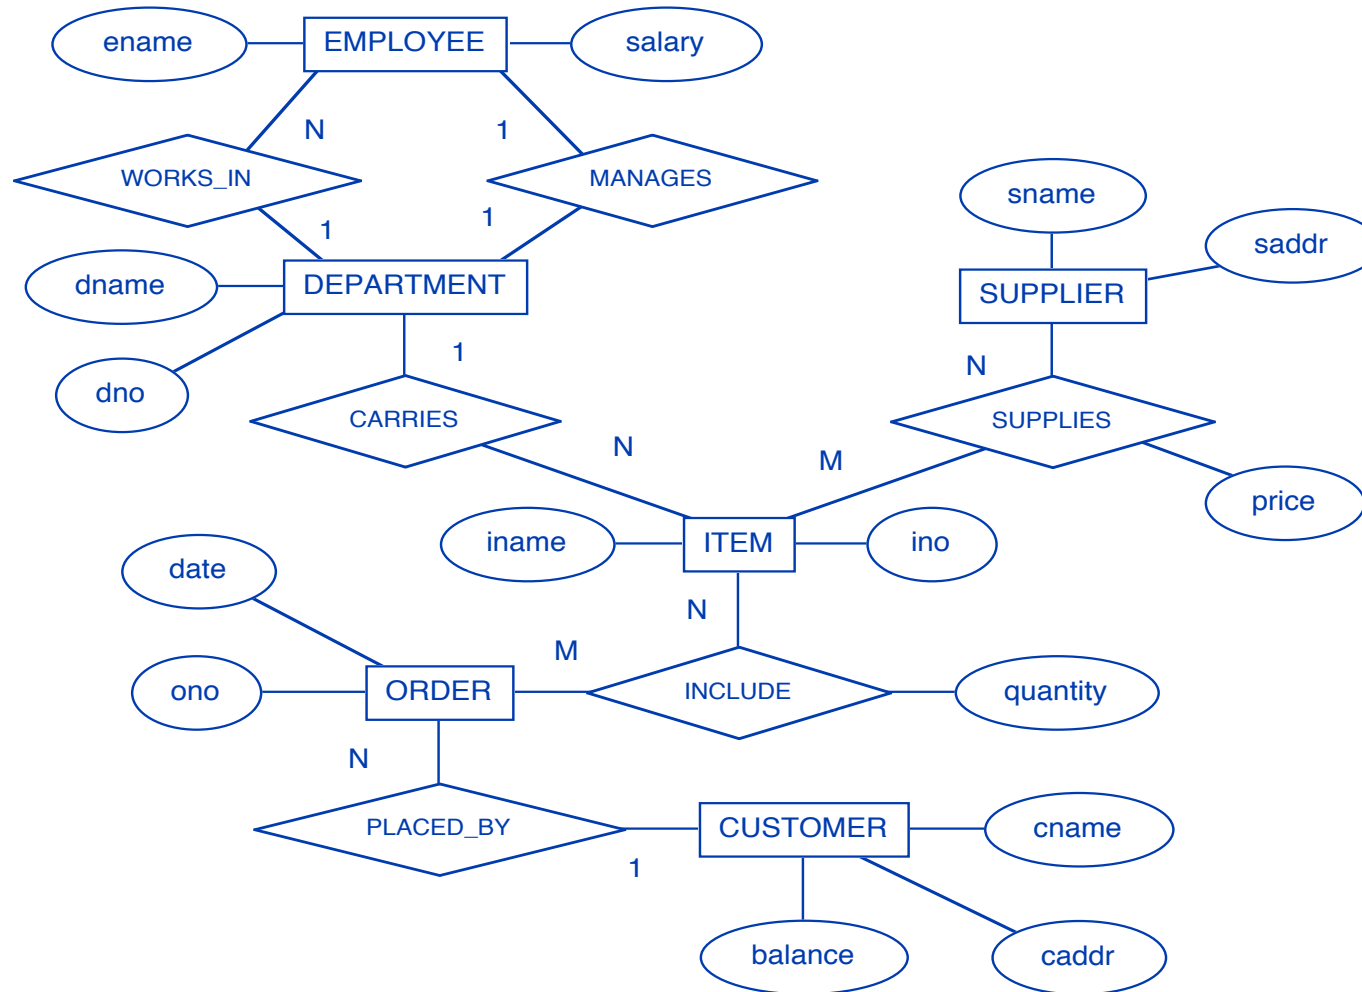 ename
EMPLOYEE
salary
N
1
WORKS_IN
MANAGES
1
1
sname
saddr
dname
DEPARTMENT
SUPPLIER
1
N
dno
CARRIES
SUPPLIES
N
M
price
iname
ITEM
ino
date
N
M
ono
ORDER
INCLUDE
quantity
N
PLACED_BY
CUSTOMER
cname
1
balance
caddr